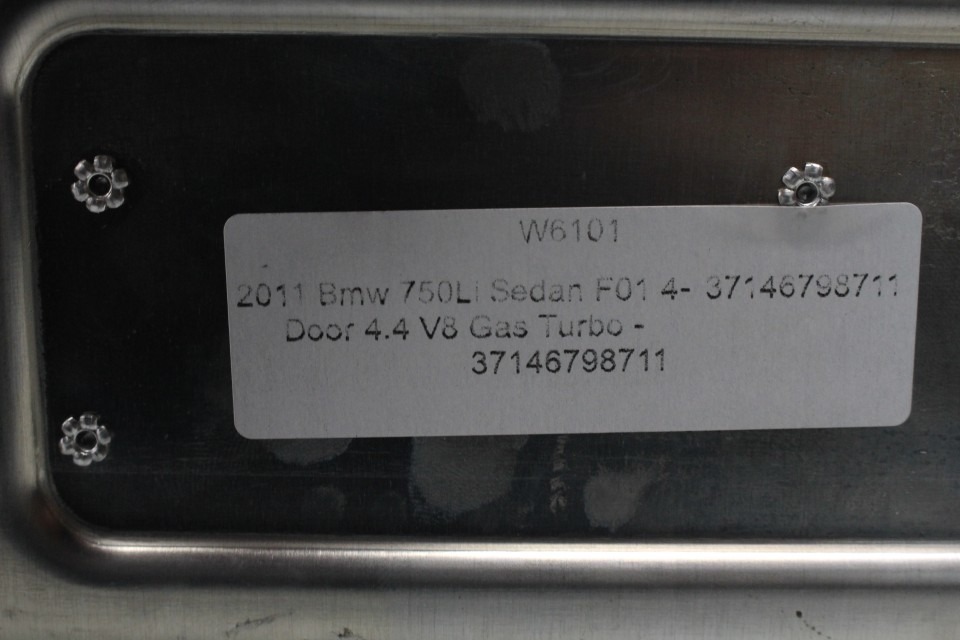 W6101
2011 Bmw 750Li Sedan F01 4- 37146798711
Door 4.4 V8 Gas Turbo -
37146798711